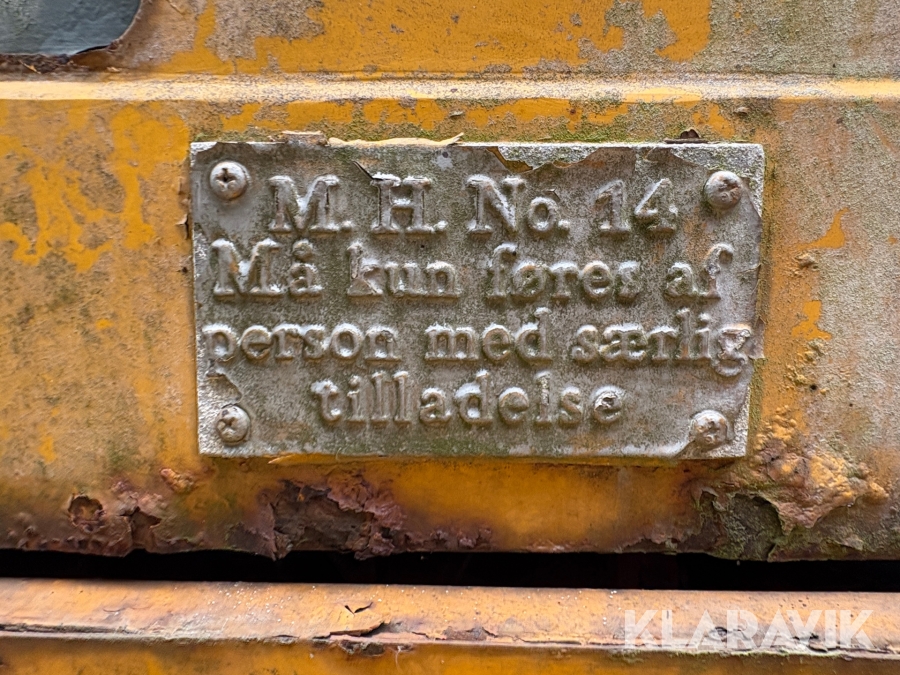 M. H. No. 14
Må kun føres af
person med særlig
tilladelse
KLARAVIK